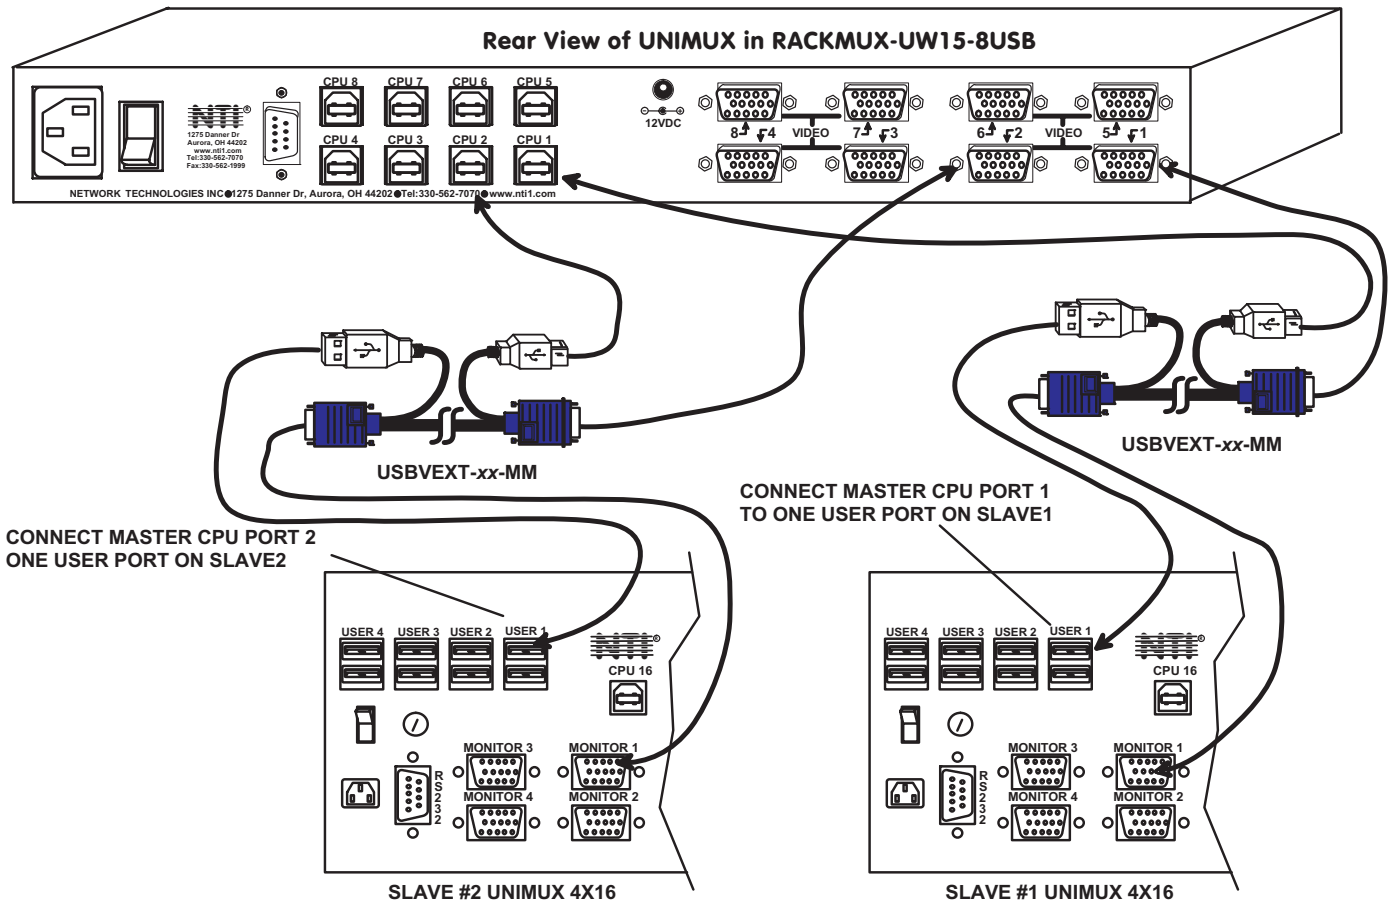 Rear View of UNIMUX in RACKMUX-UW15-8USB
CPU 8 CPU 7 CPU 6 CPU 5
NTI ®
1275 Danner Dr
Aurora, OH 44202
www.nti1.com
Tel:330-562-7070
Fax:330-562-1999
CPU 4 CPU 3 CPU 2 CPU 1
12VDC
8 4 VIDEO 7 3 6 2 VIDEO 5 1
NETWORK TECHNOLOGIES INC●1275 Danner Dr, Aurora, OH 44202●Tel:330-562-7070●www.nti1.com
USBVEXT-xx-MM
USBVEXT-xx-MM
CONNECT MASTER CPU PORT 2
ONE USER PORT ON SLAVE2
CONNECT MASTER CPU PORT 1
TO ONE USER PORT ON SLAVE1
USER 4 USER 3 USER 2 USER 1
NTI ®
CPU 16
MONITOR 3 MONITOR 1
RS232
MONITOR 4 MONITOR 2
SLAVE #2 UNIMUX 4X16
USER 4 USER 3 USER 2 USER 1
NTI ®
CPU 16
MONITOR 3 MONITOR 1
RS232
MONITOR 4 MONITOR 2
SLAVE #1 UNIMUX 4X16